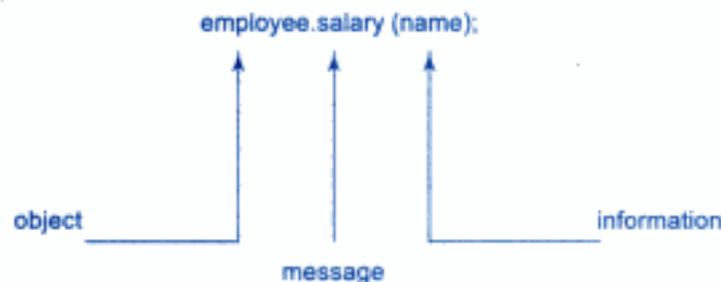 employee.salary (name);
object
information
message